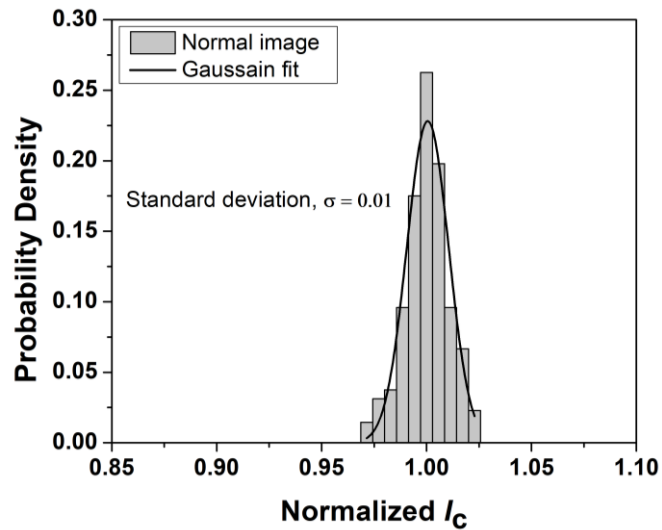 0.30
Normal image
Gaussain fit
0.25
0.20
Standard deviation, σ = 0.01
0.15
0.10
0.05
0.00
0.85 0.90 0.95 1.00 1.05 1.10
Probability Density
Normalized Ic